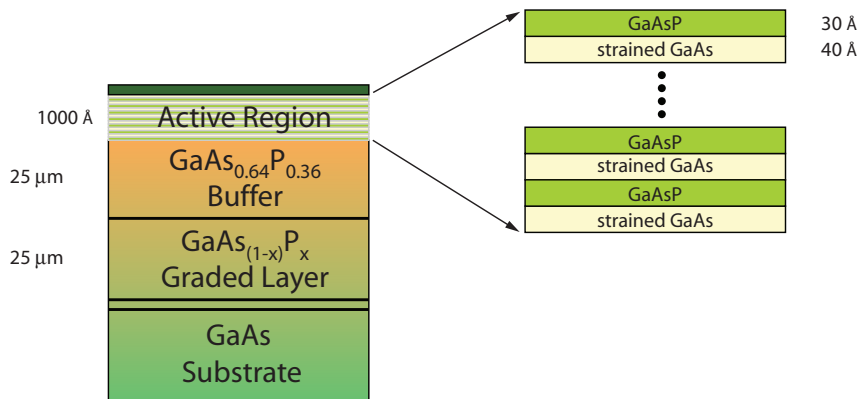 1000 Å
Active Region
25 µm
GaAs0.64P0.36
Buffer
25 µm
GaAs(1-x)Px
Graded Layer
GaAs
Substrate
GaAsP
30 Å
strained GaAs
40 Å
GaAsP
strained GaAs
GaAsP
strained GaAs